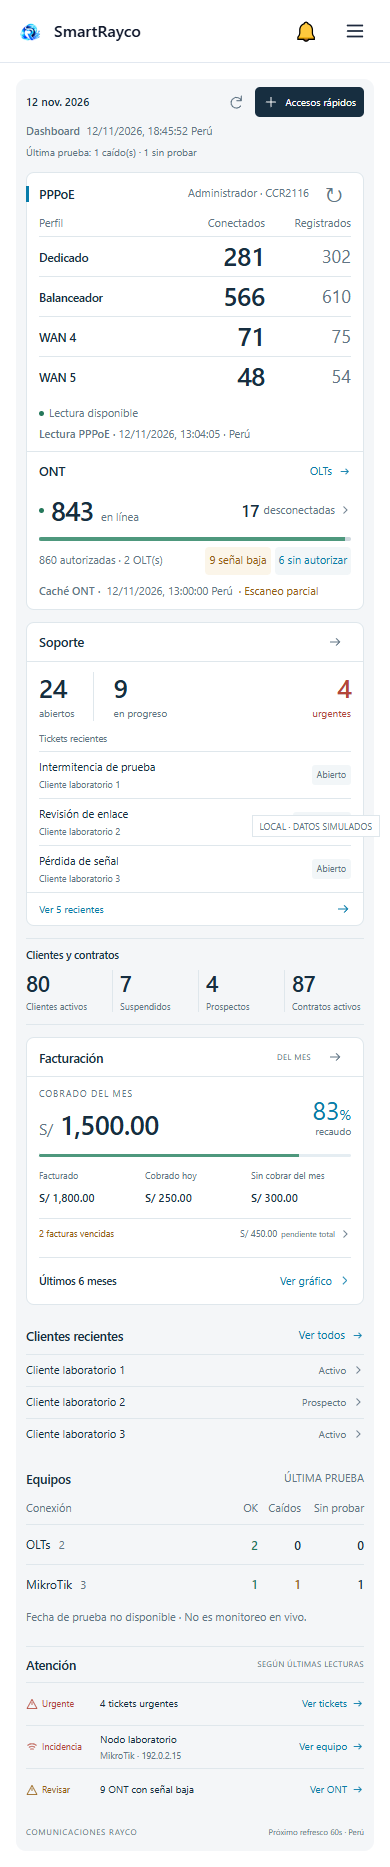 SmartRayco
12 nov. 2026
Accesos rápidos
Dashboard 12/11/2026, 18:45:52 Perú
Última prueba: 1 caído(s) · 1 sin probar
PPPoE Administrador · CCR2116
Perfil Conectados Registrados
Dedicado 281 302
Balanceador 566 610
WAN 4 71 75
WAN 5 48 54
Lectura disponible
Lectura PPPoE · 12/11/2026, 13:04:05 · Perú
ONT OLTs →
843 en línea 17 desconectadas
860 autorizadas · 2 OLT(s) 9 señal baja 6 sin autorizar
Caché ONT · 12/11/2026, 13:00:00 Perú · Escaneo parcial
Soporte →
24 9 4
abiertos en progreso urgentes
Tickets recientes
Intermitencia de prueba
Cliente laboratorio 1
Abierto
Revisión de enlace
Cliente laboratorio 2
LOCAL · DATOS SIMULADOS
Pérdida de señal
Cliente laboratorio 3
Abierto
Ver 5 recientes →
Clientes y contratos
80 7 4 87
Clientes activos Suspendidos Prospectos Contratos activos
Facturación DEL MES →
COBRADO DEL MES
S/ 1,500.00
83%
recaudo
Facturado Cobrado hoy Sin cobrar del mes
S/ 1,800.00 S/ 250.00 S/ 300.00
2 facturas vencidas S/ 450.00 pendiente total
Últimos 6 meses Ver gráfico
Clientes recientes Ver todos →
Cliente laboratorio 1 Activo
Cliente laboratorio 2 Prospecto
Cliente laboratorio 3 Activo
Equipos ÚLTIMA PRUEBA
Conexión OK Caídos Sin probar
OLTs 2 2 0 0
MikroTik 3 1 1 1
Fecha de prueba no disponible · No es monitoreo en vivo.
Atención SEGÚN ÚLTIMAS LECTURAS
Urgente 4 tickets urgentes Ver tickets →
Incidencia Nodo laboratorio Ver equipo →
MikroTik · 192.0.2.15
Revisar 9 ONT con señal baja Ver ONT →
COMUNICACIONES RAYCO Próximo refresco 60s · Perú